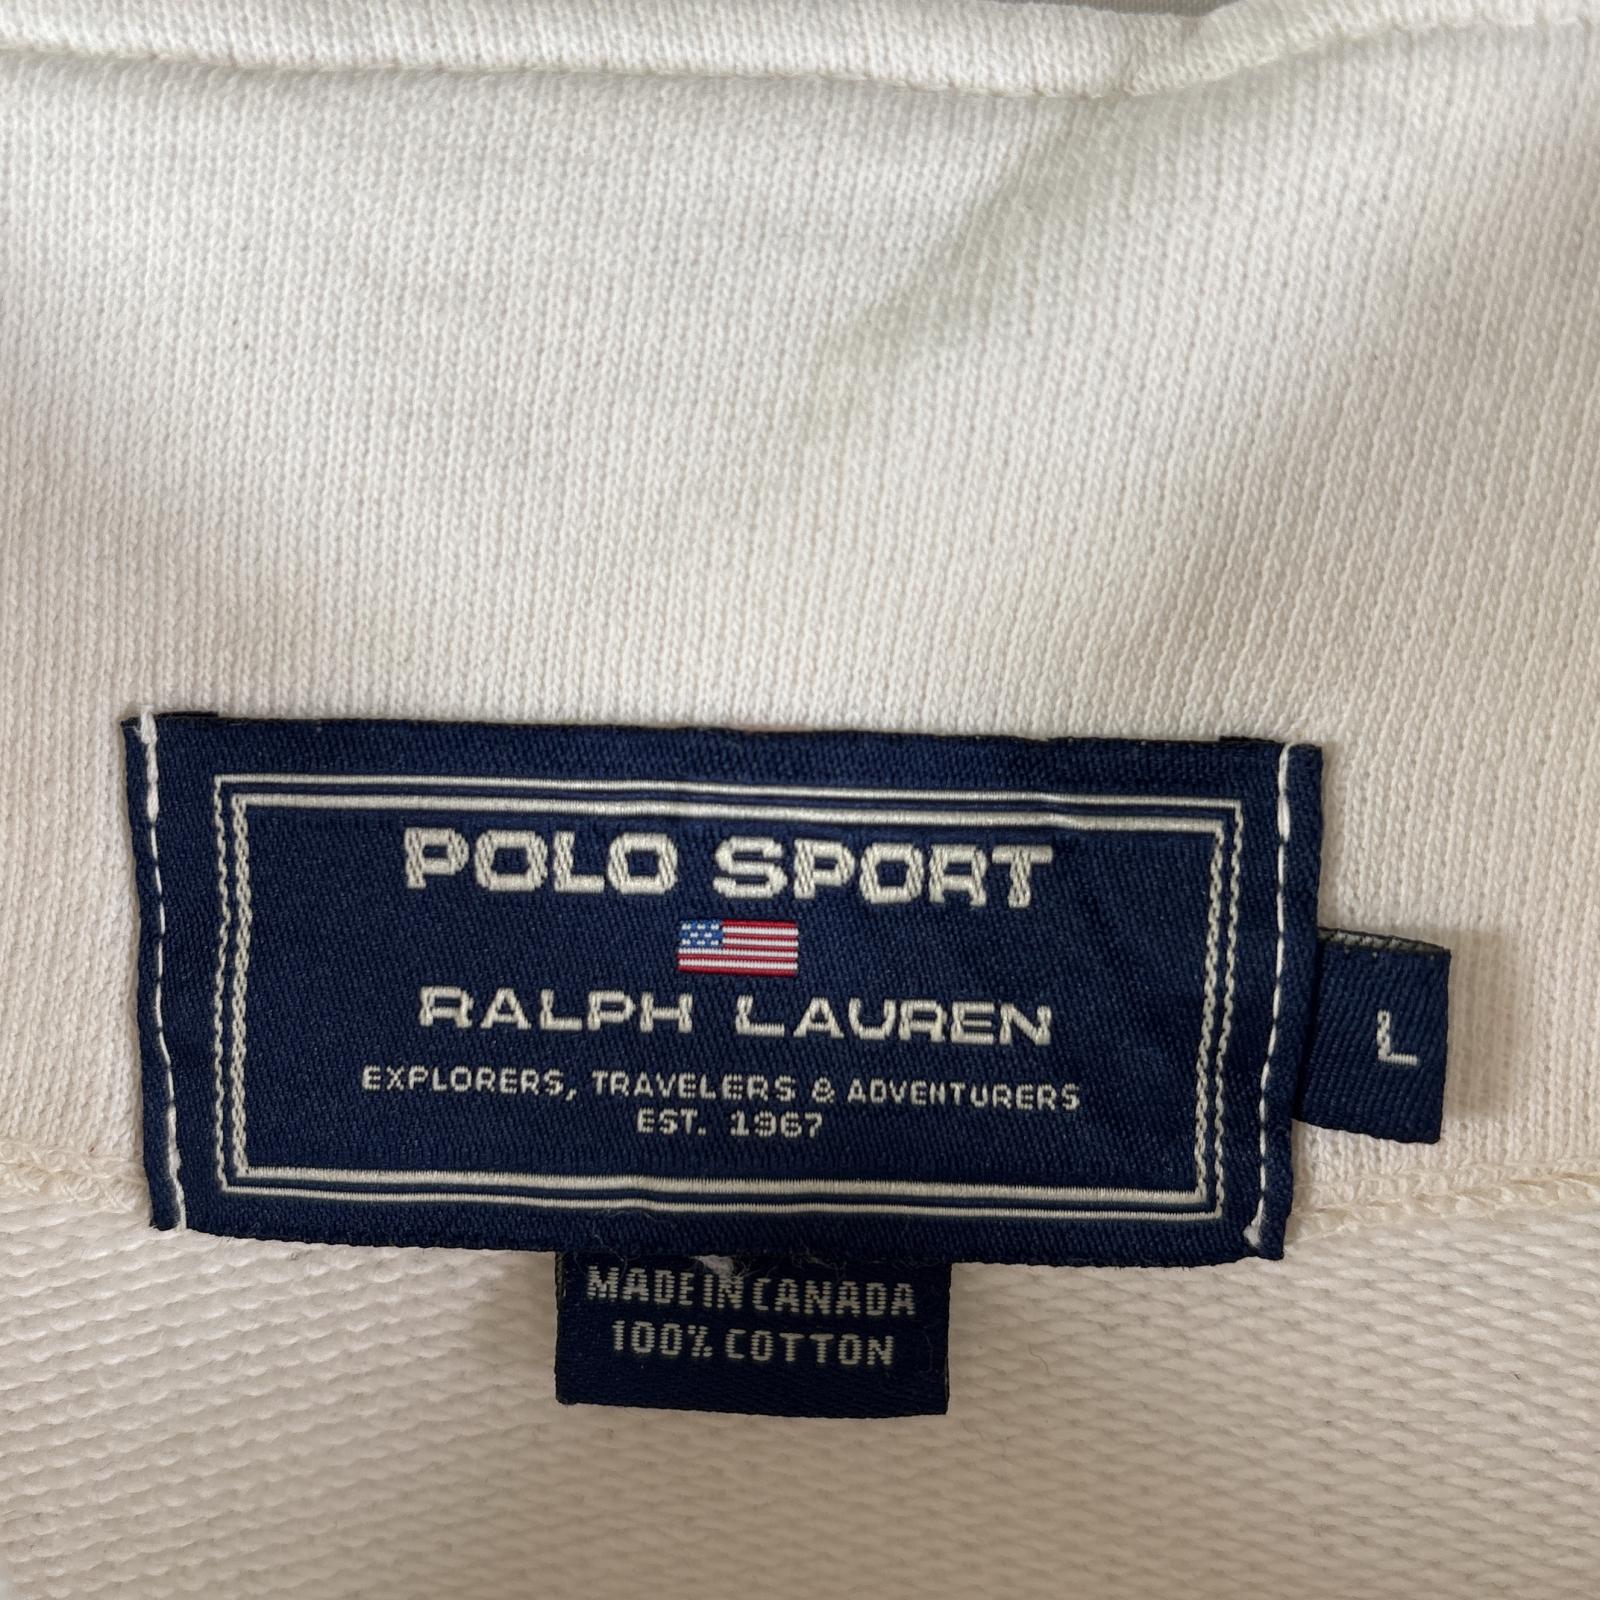 POLO SPORT
RALPH LAUREN
EXPLORERS, TRAVELERS & ADVENTURERS
EST. 1967
L
MADE IN CANADA
100% COTTON